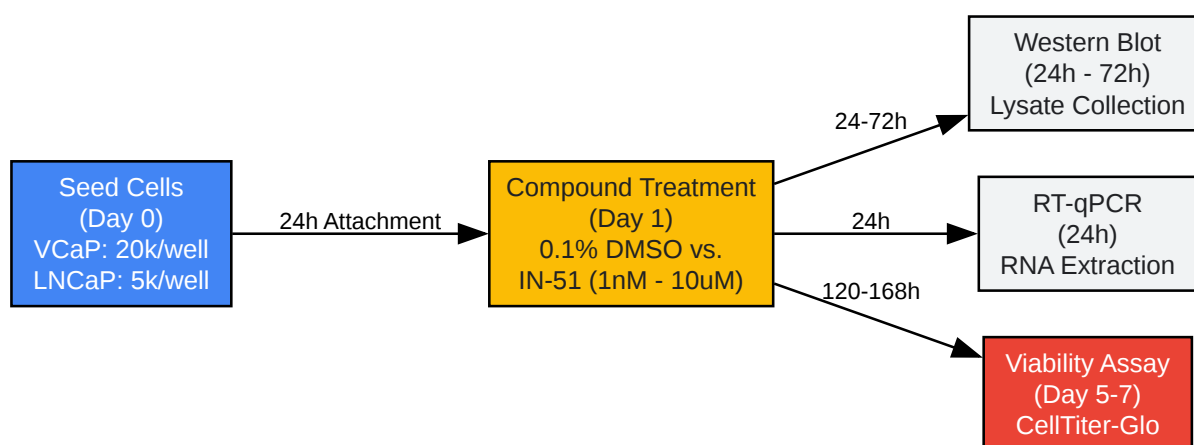 Seed Cells
(Day 0)
VCaP: 20k/well
LNCaP: 5k/well
24h Attachment
Compound Treatment
(Day 1)
0.1% DMSO vs.
IN-51 (1nM - 10uM)
24-72h
Western Blot
(24h - 72h)
Lysate Collection
24h
RT-qPCR
(24h)
RNA Extraction
120-168h
Viability Assay
(Day 5-7)
CellTiter-Glo